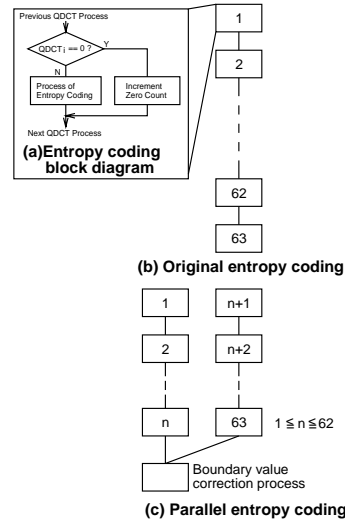 Previous QDCT Process
QDCT i == 0 ?
Y
N
Process of
Entropy Coding
Increment
Zero Count
Next QDCT Process
(a)Entropy coding
block diagram
1
2
62
63
(b) Original entropy coding
1
n+1
2
n+2
n
63
1 ≦ n ≦ 62
Boundary value
correction process
(c) Parallel entropy coding